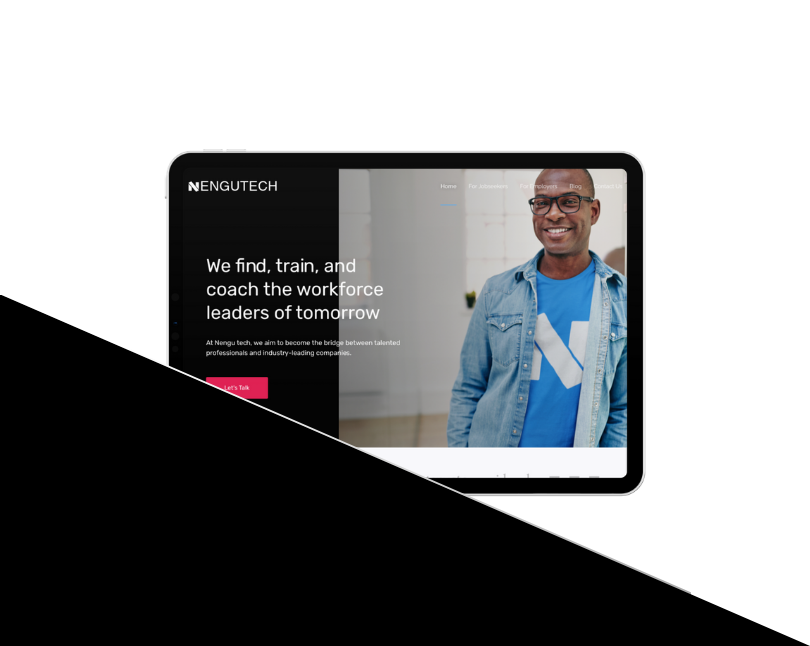 NENGUTECH
Home For Jobseekers For Employers Blog Contact Us
We find, train, and
coach the workforce
leaders of tomorrow
At Nengu tech, we aim to become the bridge between talented
professionals and industry-leading companies.
Let's Talk
N